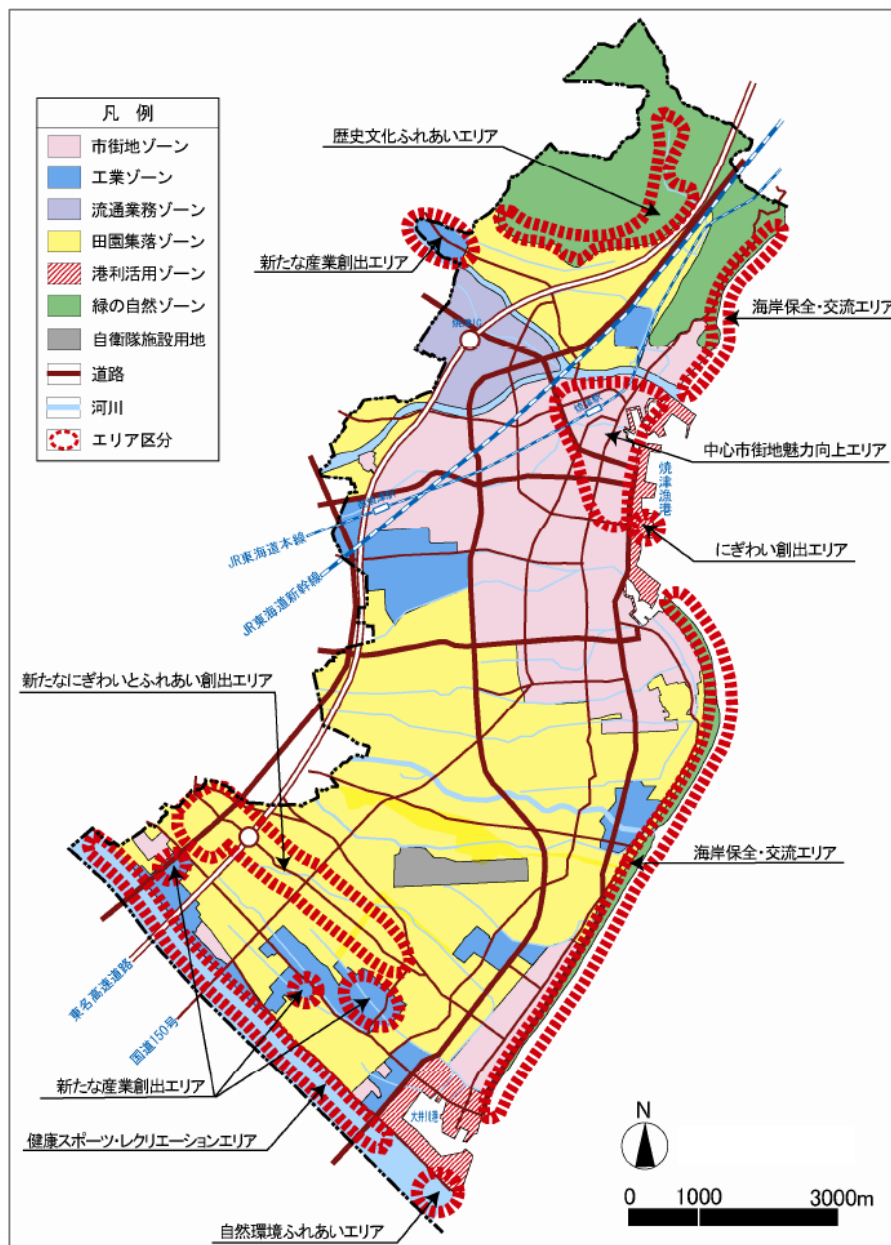 凡例
市街地ゾーン
工業ゾーン
流通業務ゾーン
田園集落ゾーン
港利活用ゾーン
緑の自然ゾーン
自衛隊施設用地
道路
河川
エリア区分
歴史文化ふれあいエリア
新たな産業創出エリア
海岸保全・交流エリア
中心市街地魅力向上エリア
焼津漁港
にぎわい創出エリア
JR東海道本線
JR東海道新幹線
新たなにぎわいとふれあい創出エリア
海岸保全・交流エリア
東名高速道路
国道150号
新たな産業創出エリア
健康スポーツ・レクリエーションエリア
大井川港
自然環境ふれあいエリア
N
0 1000 3000m